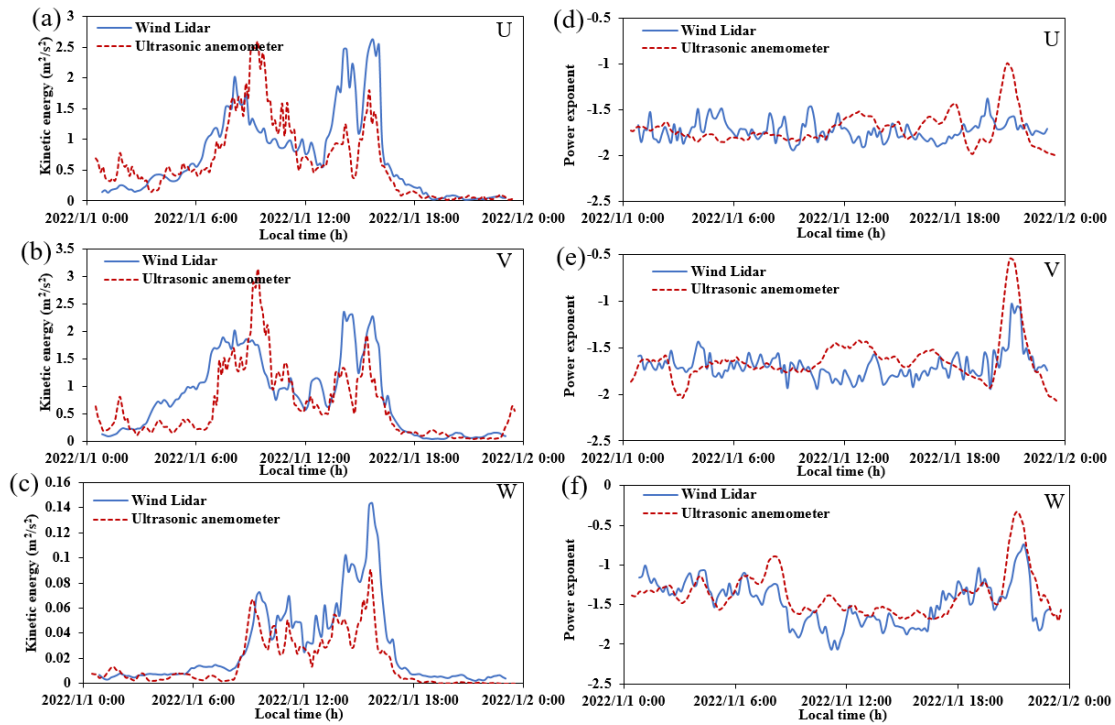 (a)
3
2.5
2
1.5
1
0.5
0
Kinetic energy (m²/s²)
Wind Lidar
Ultrasonic anemometer
U
2022/1/1 0:00 2022/1/1 6:00 2022/1/1 12:00 2022/1/1 18:00 2022/1/2 0:00
Local time (h)
(d)
-0.5
-1
-1.5
-2
-2.5
Power exponent
Wind Lidar
Ultrasonic anemometer
U
2022/1/1 0:00 2022/1/1 6:00 2022/1/1 12:00 2022/1/1 18:00 2022/1/2 0:00
Local time (h)
(b)
3.5
3
2.5
2
1.5
1
0.5
0
Kinetic energy (m²/s²)
Wind Lidar
Ultrasonic anemometer
V
2022/1/1 0:00 2022/1/1 6:00 2022/1/1 12:00 2022/1/1 18:00 2022/1/2 0:00
Local time (h)
(e)
-0.5
-1
-1.5
-2
-2.5
Power exponent
Wind Lidar
Ultrasonic anemometer
V
2022/1/1 0:00 2022/1/1 6:00 2022/1/1 12:00 2022/1/1 18:00 2022/1/2 0:00
Local time (h)
(c)
0.16
0.14
0.12
0.1
0.08
0.06
0.04
0.02
0
Kinetic energy (m²/s²)
Wind Lidar
Ultrasonic anemometer
W
2022/1/1 0:00 2022/1/1 6:00 2022/1/1 12:00 2022/1/1 18:00 2022/1/2 0:00
Local time (h)
(f)
0
-0.5
-1
-1.5
-2
-2.5
Power exponent
Wind Lidar
Ultrasonic anemometer
W
2022/1/1 0:00 2022/1/1 6:00 2022/1/1 12:00 2022/1/1 18:00 2022/1/2 0:00
Local time (h)